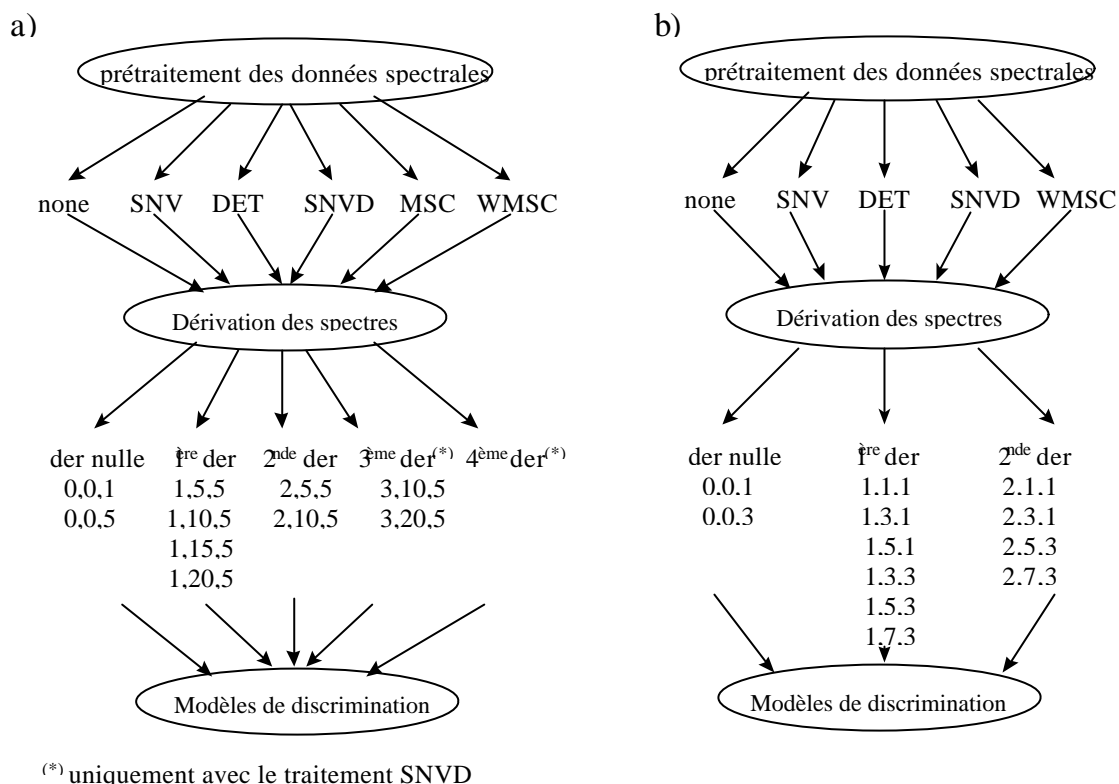 a)
prétraitement des données spectrales
none SNV DET SNVD MSC WMSC
Dérivation des spectres
der nulle 1ère der 2nde der 3ème der(*) 4ème der(*)
0,0,1 1,5,5 2,5,5 3,10,5
0,0,5 1,10,5 2,10,5 3,20,5
1,15,5
1,20,5
Modèles de discrimination
(*) uniquement avec le traitement SNVD
b)
prétraitement des données spectrales
none SNV DET SNVD WMSC
Dérivation des spectres
der nulle 1ère der 2nde der
0.0.1 1.1.1 2.1.1
0.0.3 1.3.1 2.3.1
1.5.1 2.5.3
1.3.3 2.7.3
1.5.3
1.7.3
Modèles de discrimination